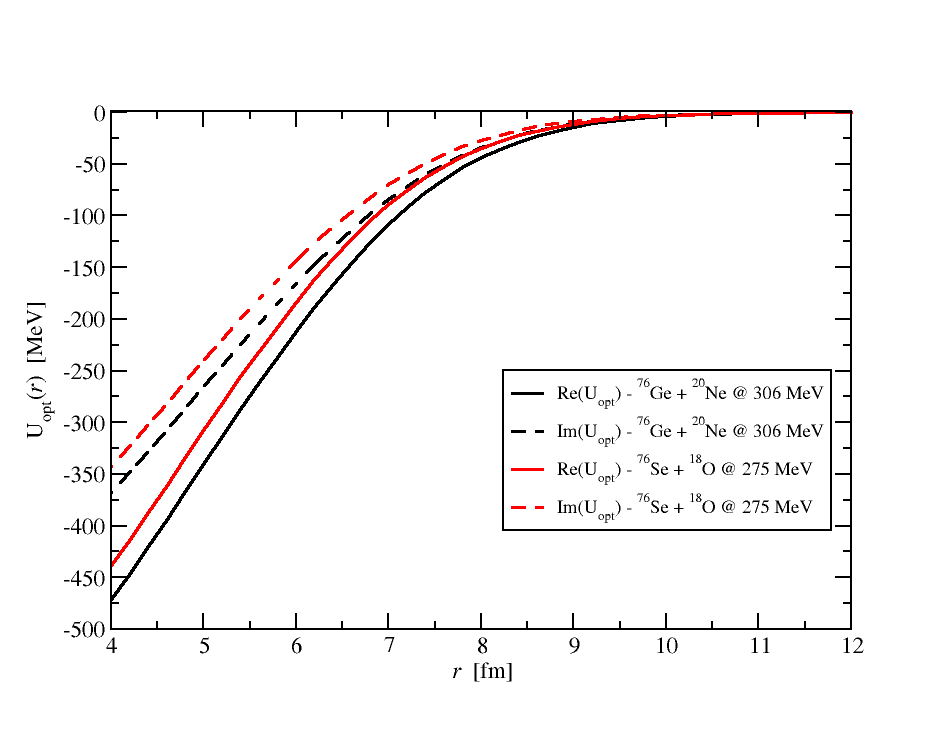 0
-50
-100
-150
-200
-250
-300
-350
-400
-450
-500
U_opt(r) [MeV]
Re(U_opt) - ^76Ge + ^20Ne @ 306 MeV
Im(U_opt) - ^76Ge + ^20Ne @ 306 MeV
Re(U_opt) - ^76Se + ^18O @ 275 MeV
Im(U_opt) - ^76Se + ^18O @ 275 MeV
4 5 6 7 8 9 10 11 12
r [fm]